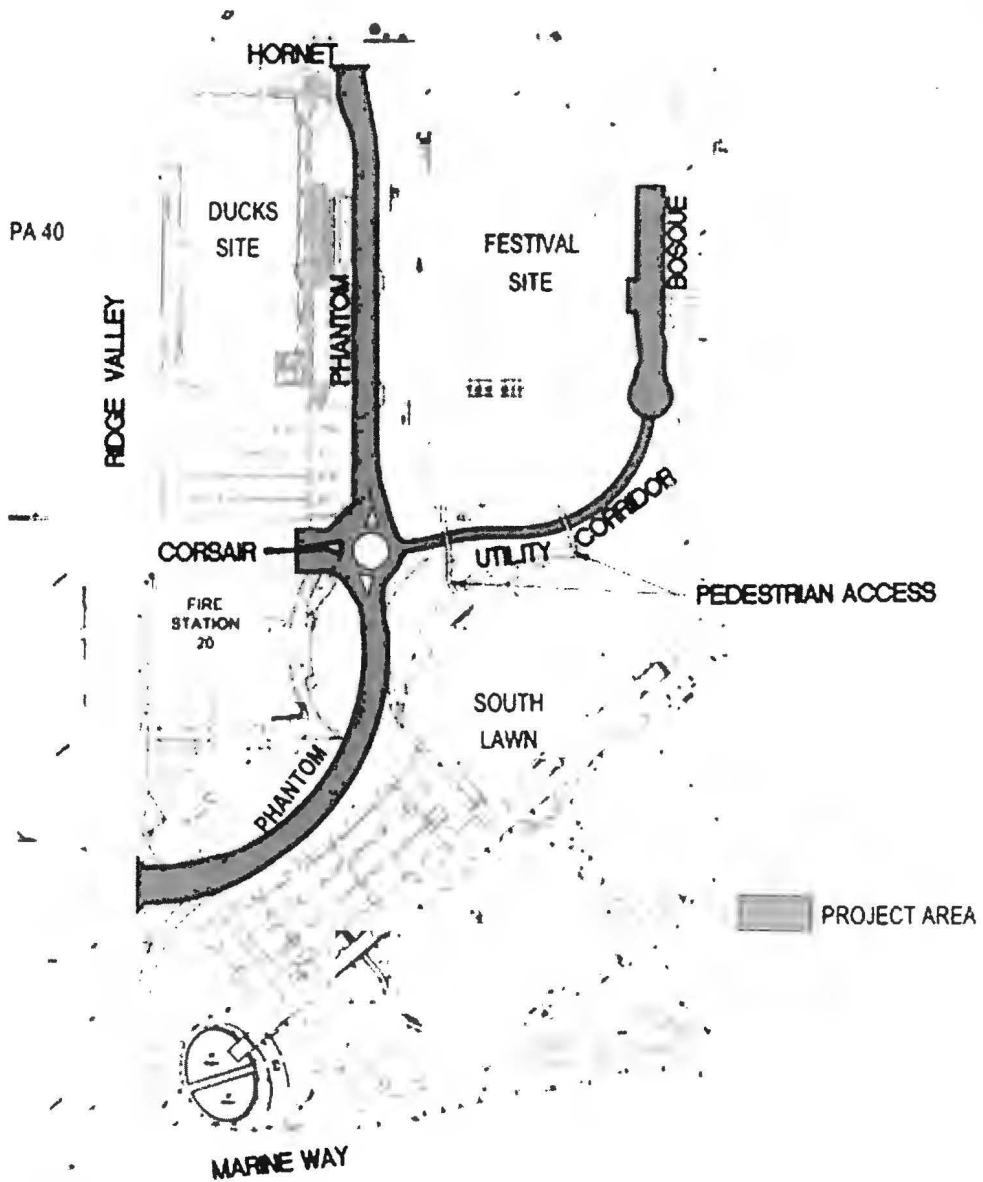 HORNET
DUCKS
SITE
PA 40
FESTIVAL
SITE
BOSQUE
PHANTOM
RIDGE VALLEY
CORSAIR
UTILITY
CORRIDOR
PEDESTRIAN ACCESS
FIRE
STATION
20
SOUTH
LAWN
PHANTOM
PROJECT AREA
MARINE WAY